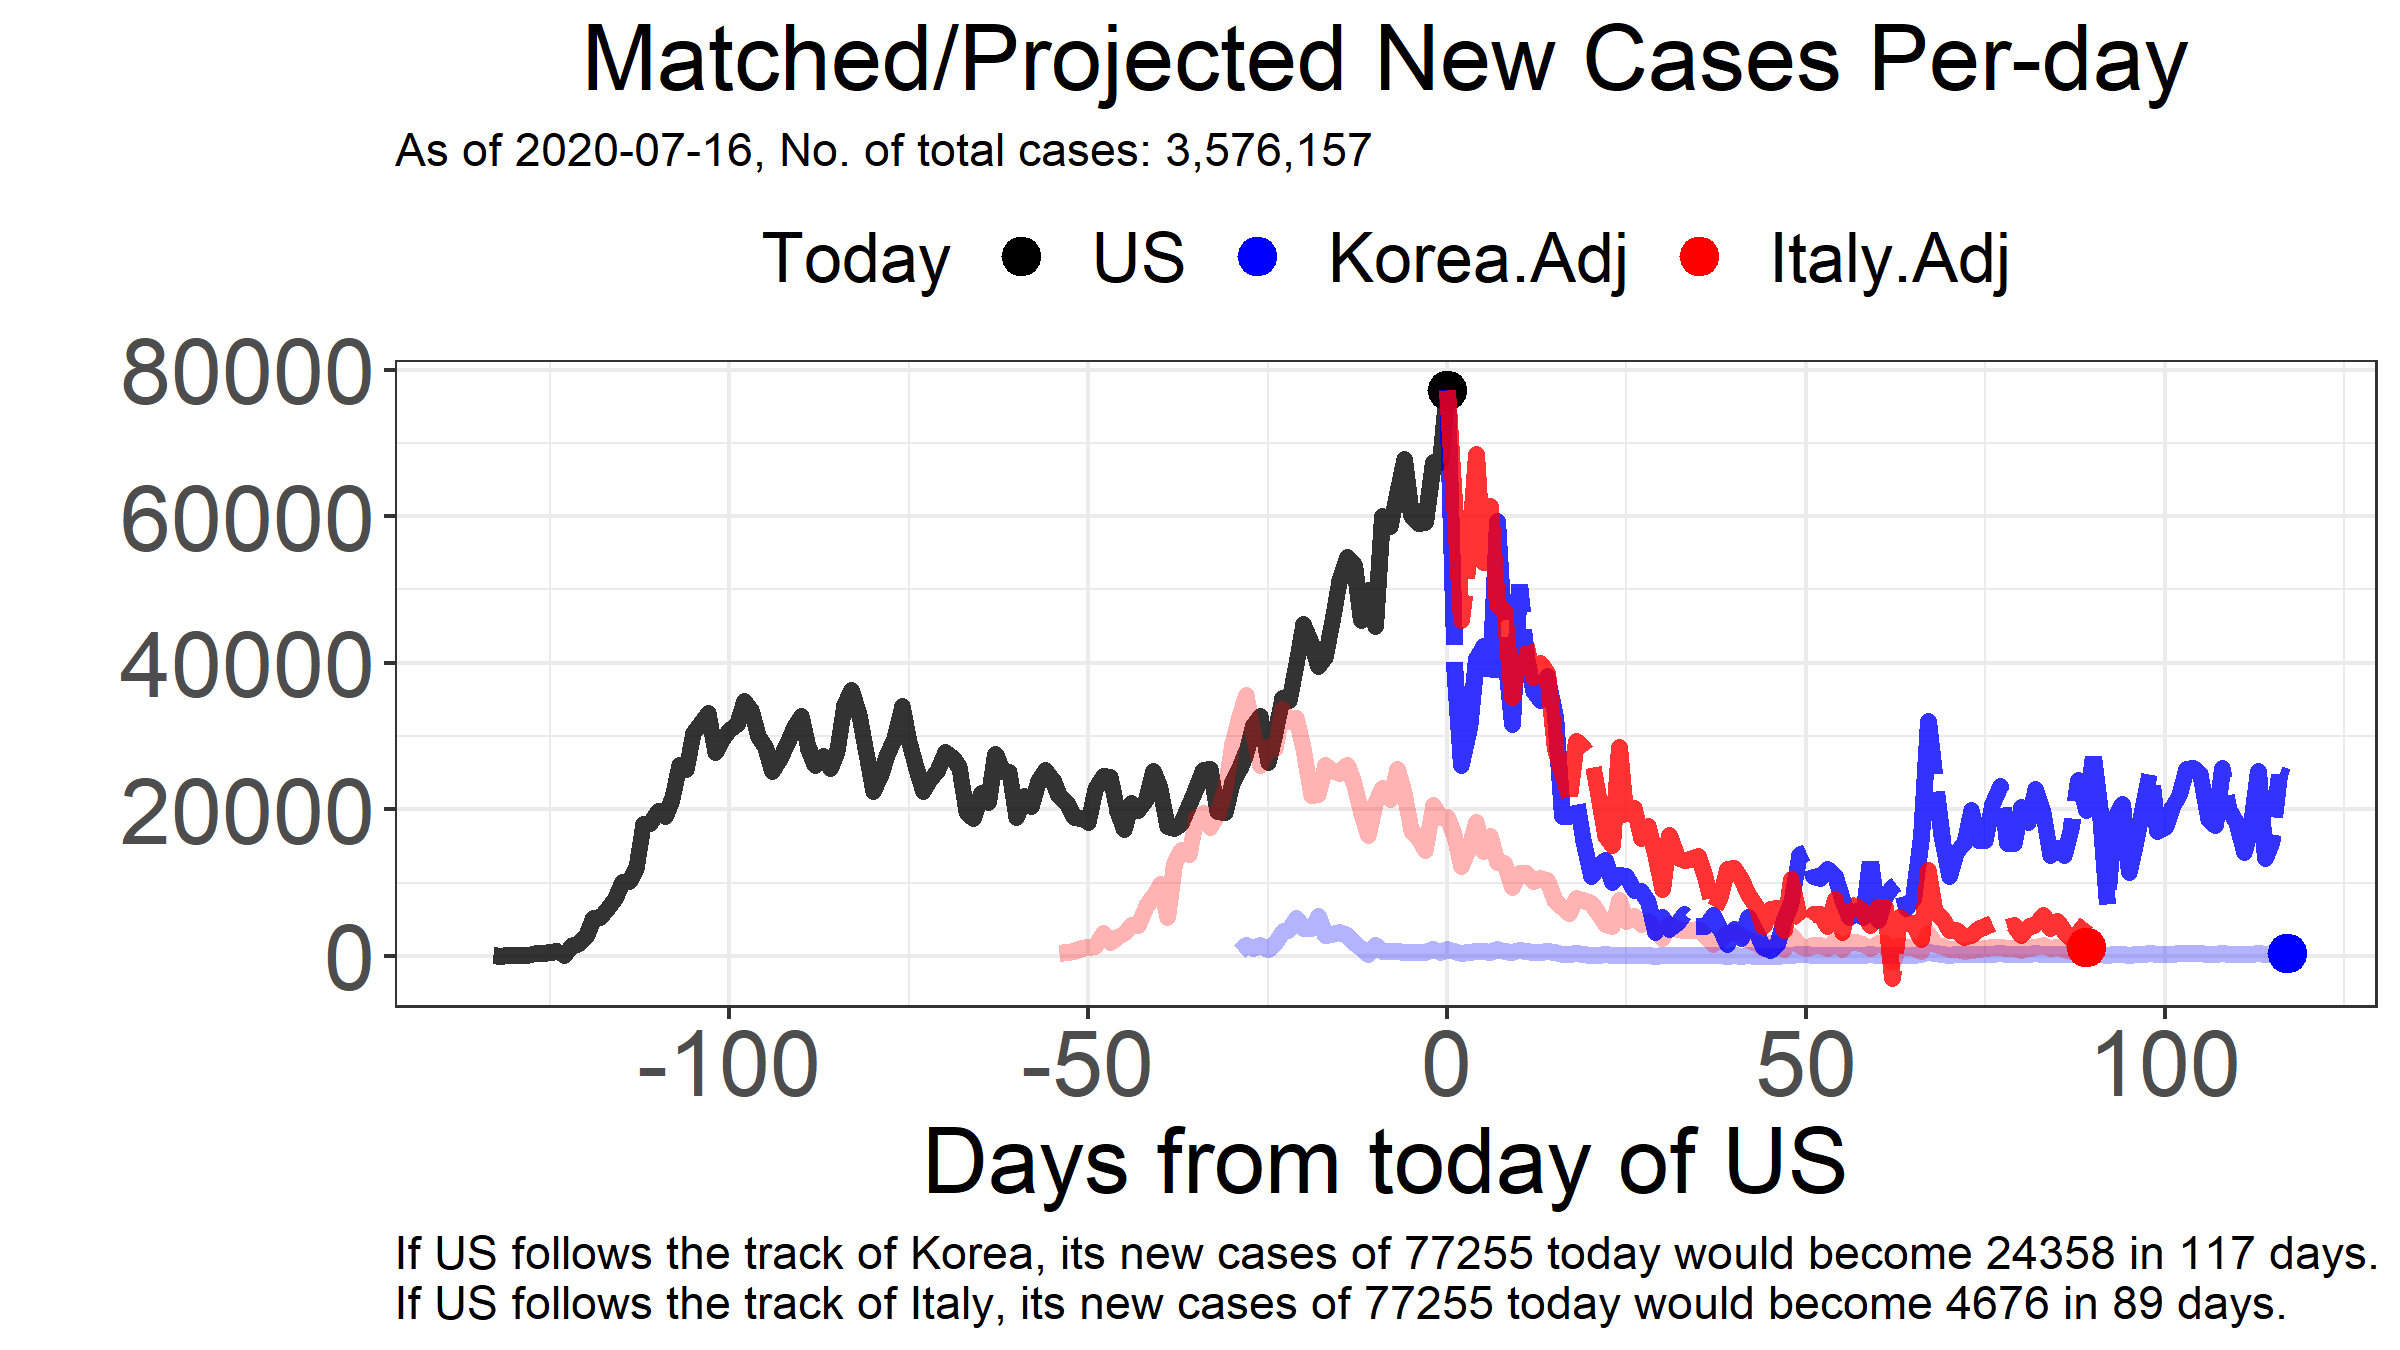 Matched/Projected New Cases Per-day
As of 2020-07-16, No. of total cases: 3,576,157
Today US Korea.Adj Italy.Adj
80000
60000
40000
20000
0
-100 -50 0 50 100
Days from today of US
If US follows the track of Korea, its new cases of 77255 today would become 24358 in 117 days.
If US follows the track of Italy, its new cases of 77255 today would become 4676 in 89 days.